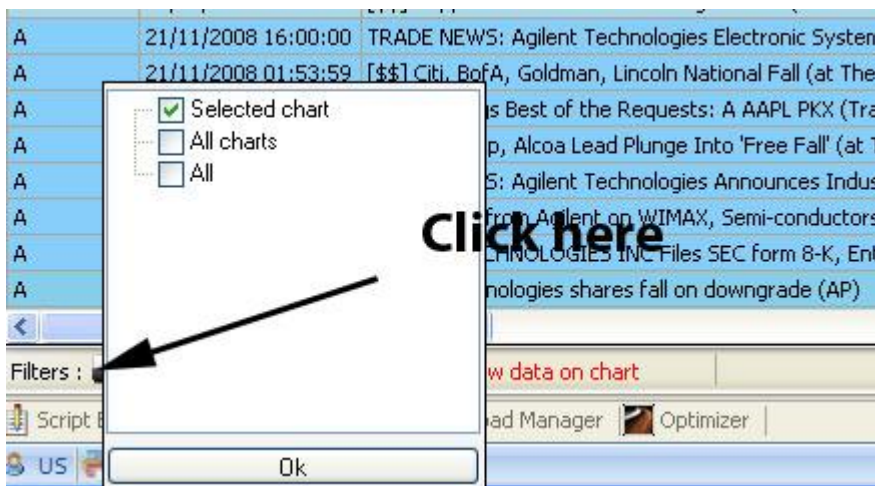 A 21/11/2008 16:00:00 TRADE NEWS: Agilent Technologies Electronic System
A 21/11/2008 01:53:59 [$$] Citi, BofA, Goldman, Lincoln National Fall (at The
A s Best of the Requests: A AAPL PKX (Tra
A p, Alcoa Lead Plunge Into 'Free Fall' (at T
A S: Agilent Technologies Announces Indus
A from Agilent on WIMAX, Semi-conductors
A CHNOLOGIES INC Files SEC form 8-K, Ent
A nologies shares fall on downgrade (AP)
Selected chart
All charts
All
Click here
Filters : w data on chart
Script E ad Manager Optimizer
US
Ok